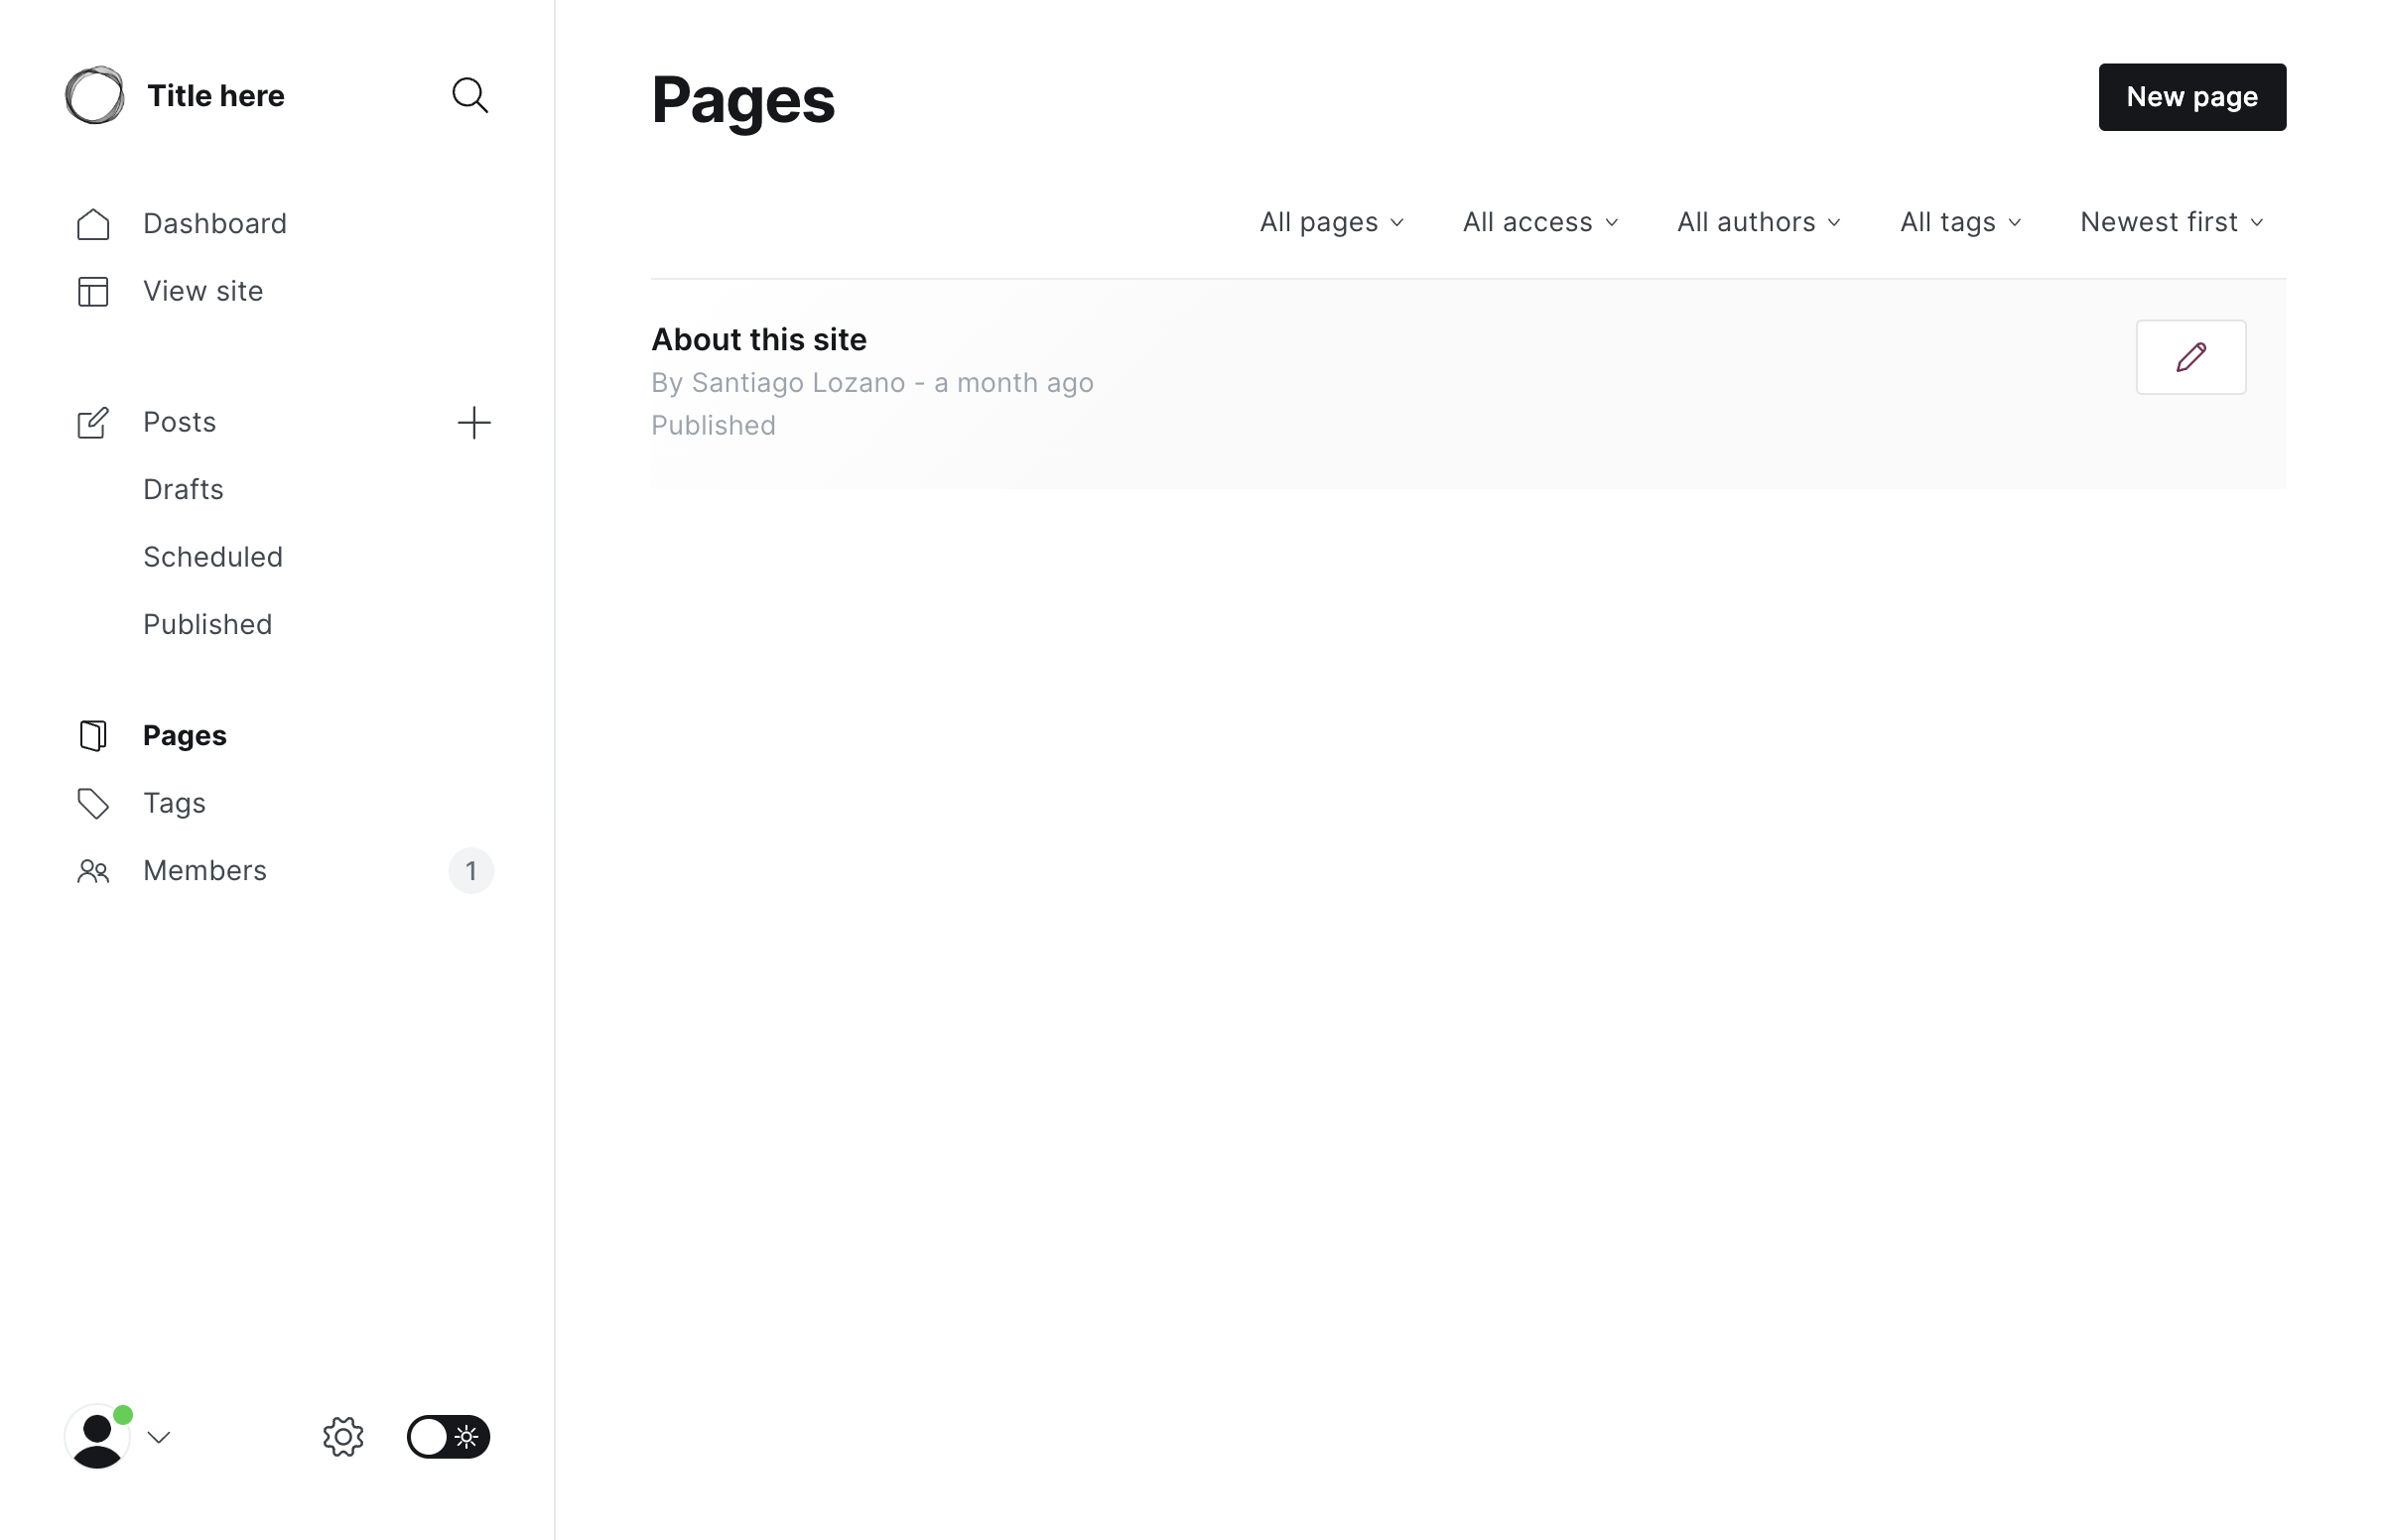 Title here
Dashboard
View site
Posts
Drafts
Scheduled
Published
Pages
Tags
Members 1
Pages
New page
All pages All access All authors All tags Newest first
About this site
By Santiago Lozano - a month ago
Published